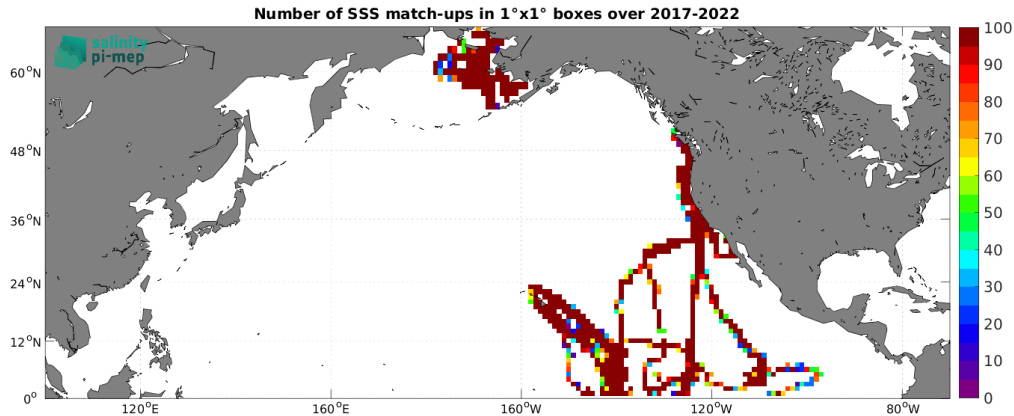 Number of SSS match-ups in 1°x1° boxes over 2017-2022
salinity
pi-mep
60°N
48°N
36°N
24°N
12°N
0°
120°E
160°E
160°W
120°W
80°W
100
90
80
70
60
50
40
30
20
10
0